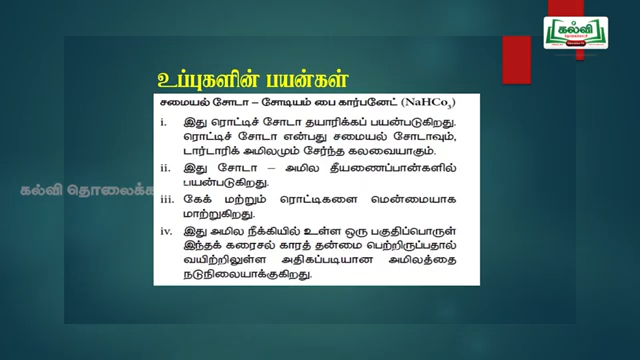 கல்வி
உப்புகளின் பயன்கள்
சமையல் சோடா – சோடியம் பை கார்பனேட் (NaHCo3)
i. இது ரொட்டிச் சோடா தயாரிக்கப் பயன்படுகிறது.
ரொட்டிச் சோடா என்பது சமையல் சோடாவும்,
டார்டாரிக் அமிலமும் சேர்ந்த கலவையாகும்.
ii. இது சோடா – அமில தீயணைப்பான்களில்
பயன்படுகிறது.
iii. கேக் மற்றும் ரொட்டிகளை மென்மையாக
மாற்றுகிறது.
iv. இது அமில நீக்கியில் உள்ள ஒரு பகுதிப்பொருள்
இந்தக் கரைசல் காரத் தன்மை பெற்றிருப்பதால்
வயிற்றிலுள்ள அதிகப்படியான அமிலத்தை
நடுநிலையாக்குகிறது.
கல்வி தொலைக்க